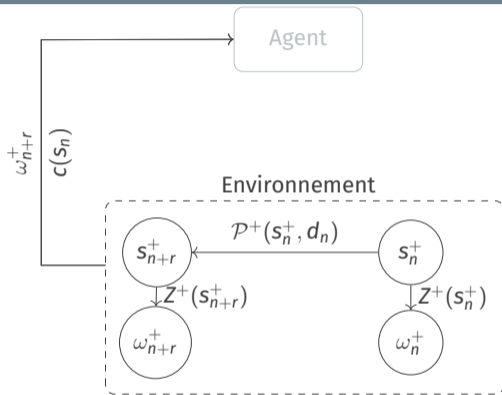 Agent
ω⁺ₙ₊ᵣ
c(sₙ)
Environnement
s⁺ₙ₊ᵣ
𝒫⁺(s⁺ₙ, dₙ)
s⁺ₙ
Z⁺(s⁺ₙ₊ᵣ)
Z⁺(s⁺ₙ)
ω⁺ₙ₊ᵣ
ω⁺ₙ